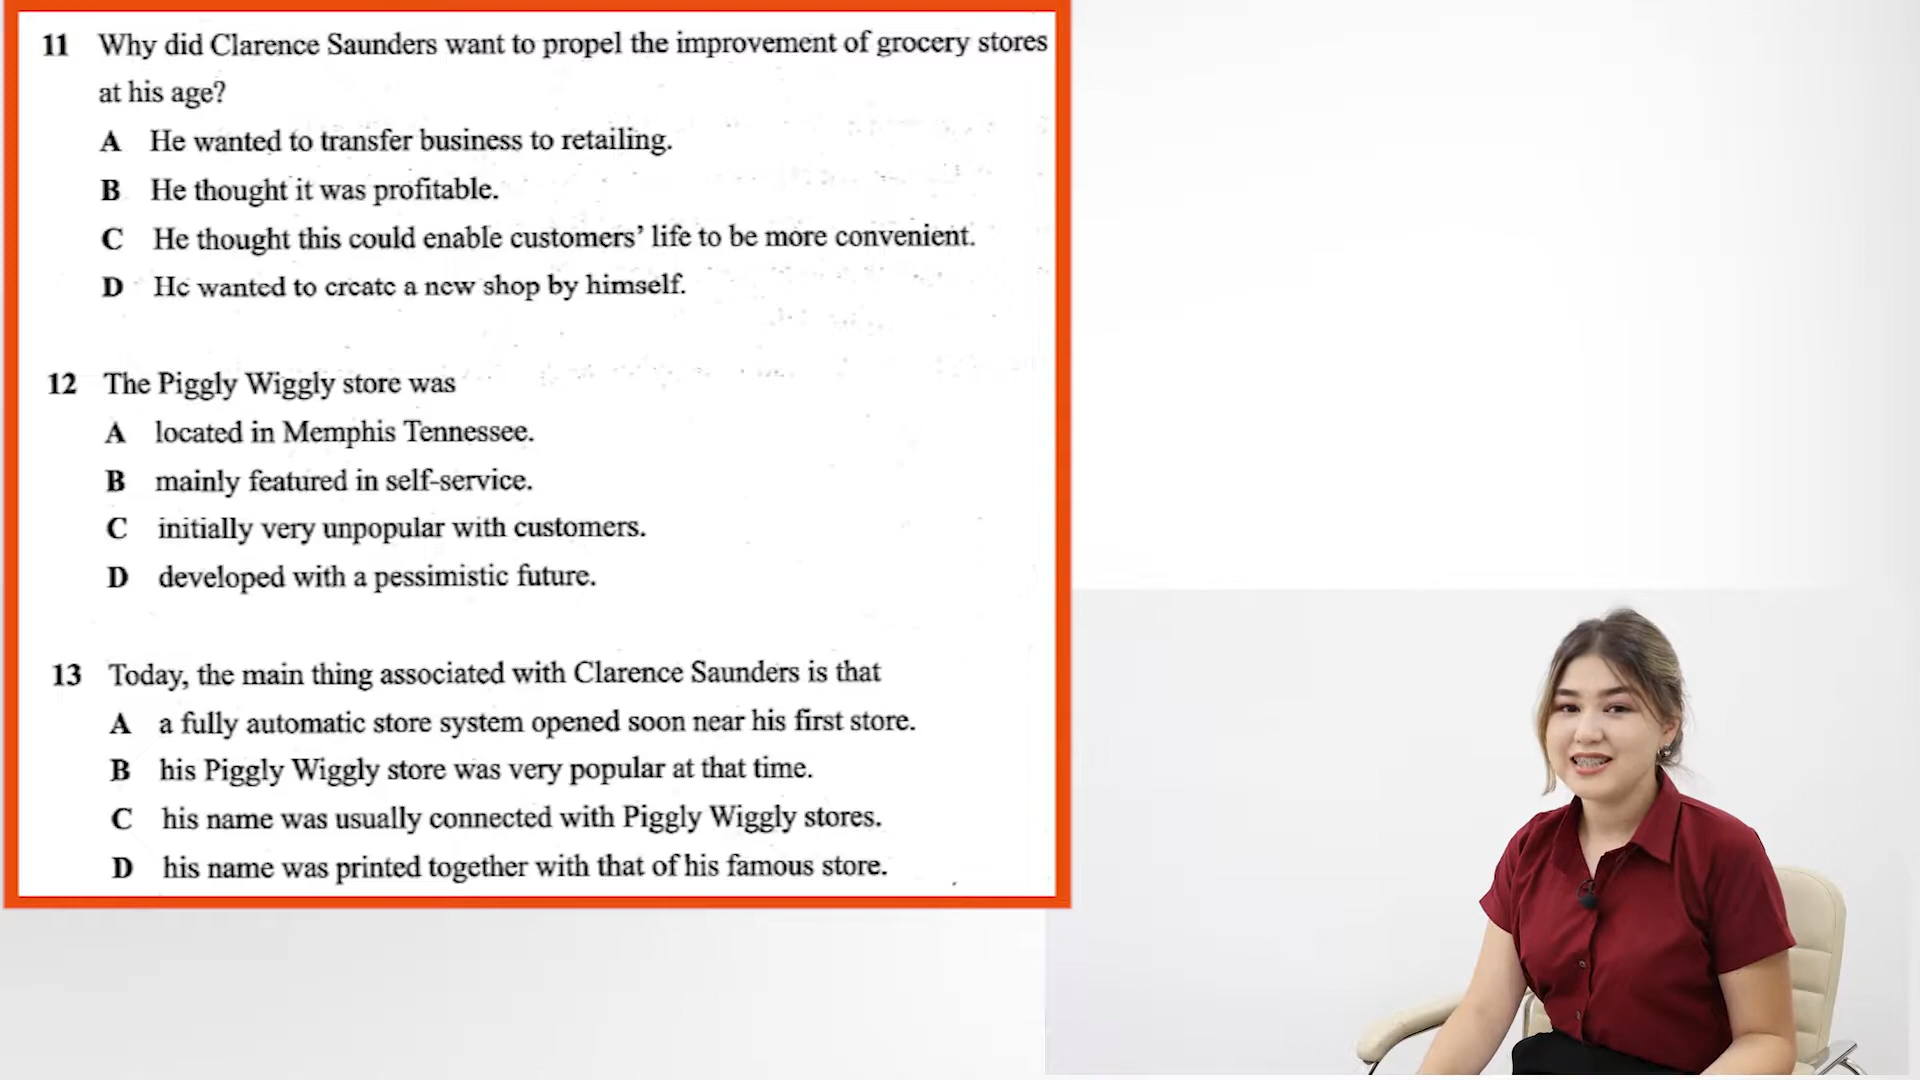 11 Why did Clarence Saunders want to propel the improvement of grocery stores
at his age?
A He wanted to transfer business to retailing.
B He thought it was profitable.
C He thought this could enable customers’ life to be more convenient.
D He wanted to create a new shop by himself.
12 The Piggly Wiggly store was
A located in Memphis Tennessee.
B mainly featured in self-service.
C initially very unpopular with customers.
D developed with a pessimistic future.
13 Today, the main thing associated with Clarence Saunders is that
A a fully automatic store system opened soon near his first store.
B his Piggly Wiggly store was very popular at that time.
C his name was usually connected with Piggly Wiggly stores.
D his name was printed together with that of his famous store.